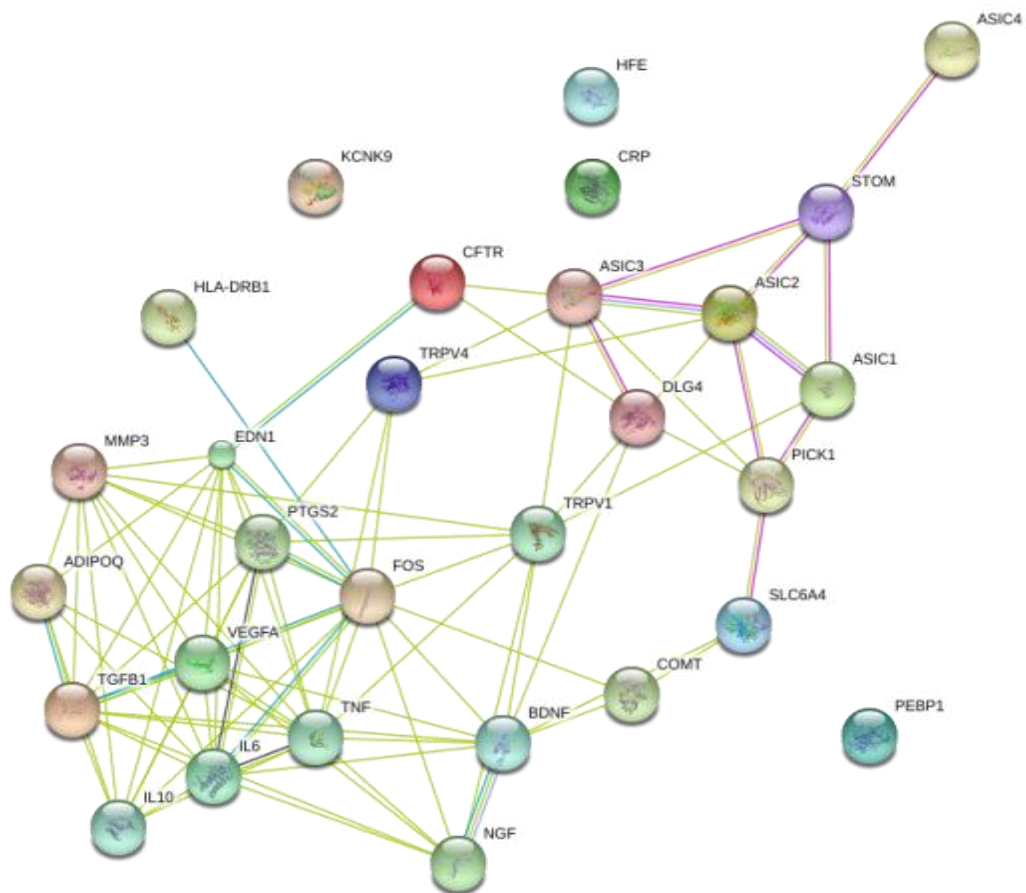 ASIC4
HFE
KCNK9
CRP
STOM
CFTR
ASIC3
ASIC2
HLA-DRB1
TRPV4
ASIC1
DLG4
EDN1
MMP3
PICK1
TRPV1
PTGS2
ADIPOQ
FOS
SLC6A4
VEGFA
COMT
TGFB1
TNF
BDNF
PEBP1
IL6
IL10
NGF